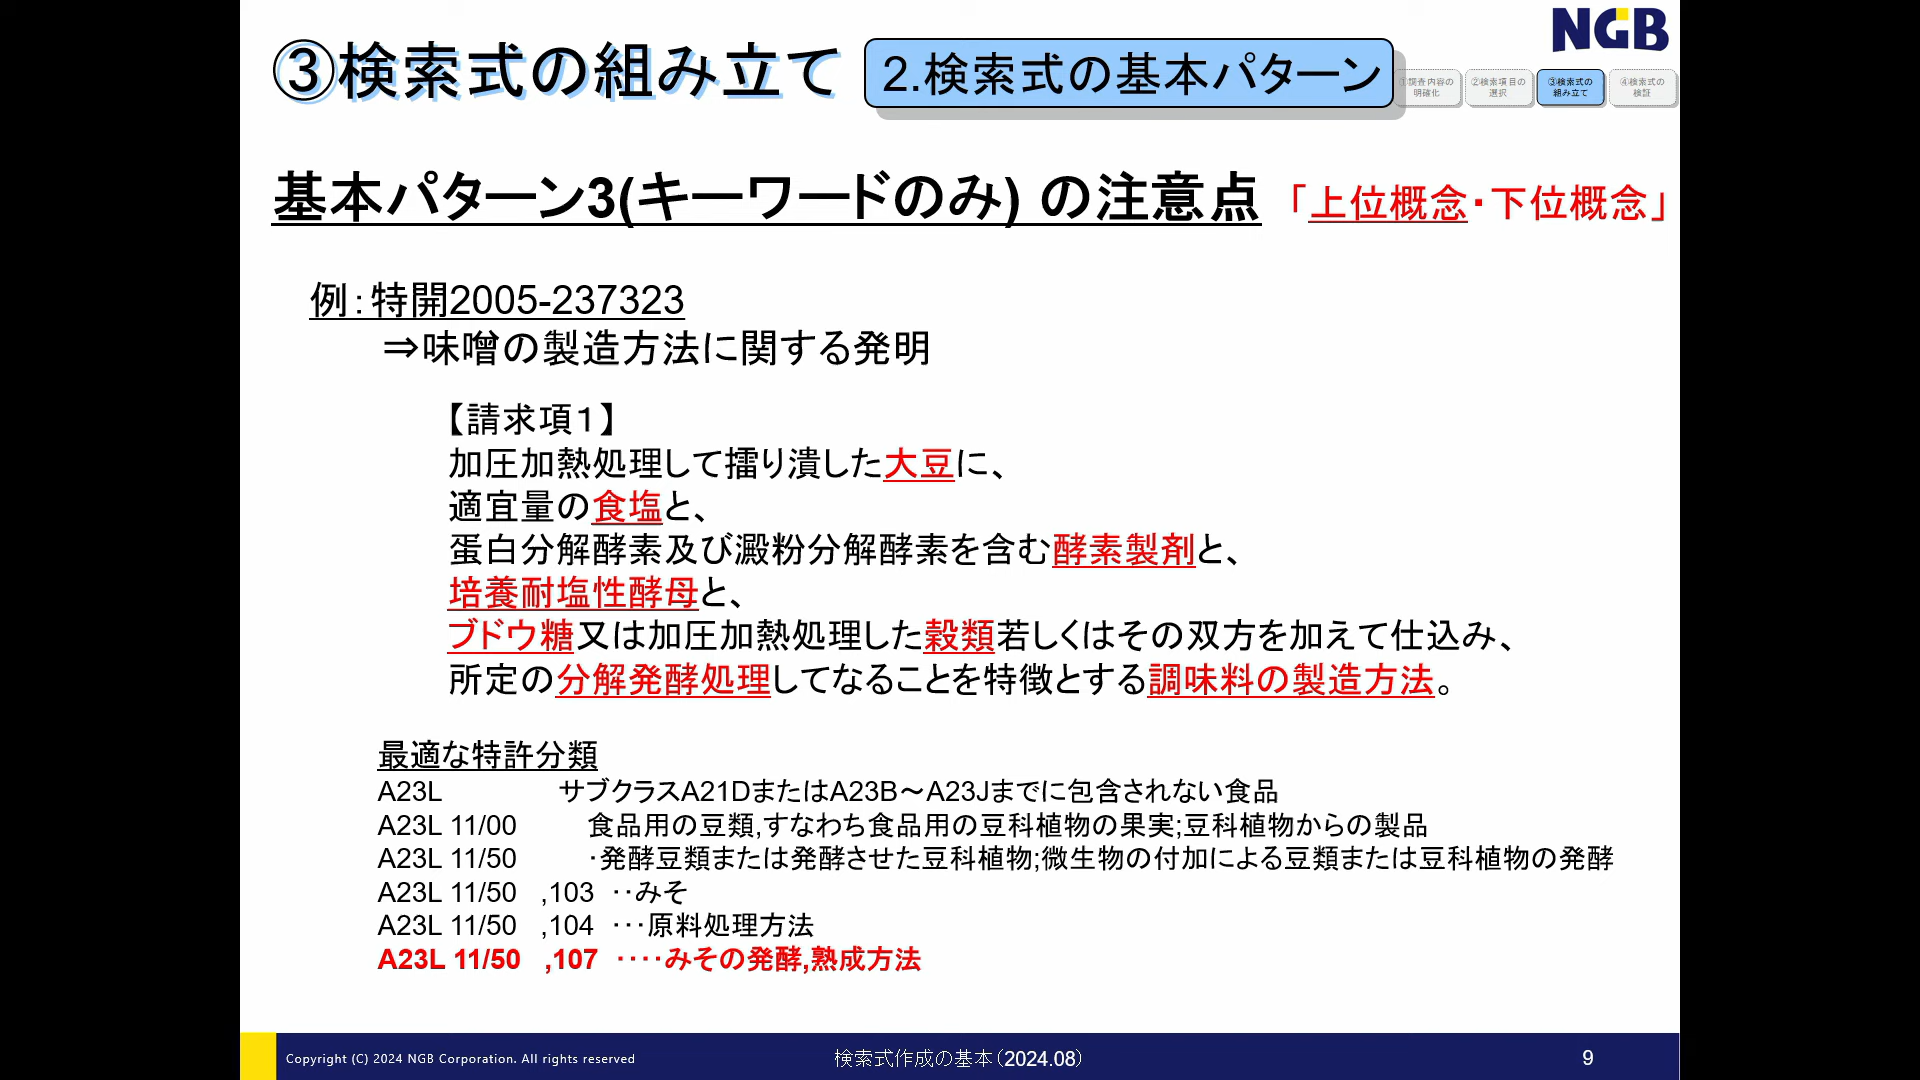 ③検索式の組み立て
2.検索式の基本パターン
NGB
①調査内容の
明確化
②検索項目の
選択
③検索式の
組み立て
④検索式の
検証
基本パターン3(キーワードのみ) の注意点
「上位概念・下位概念」
例：特開2005-237323
⇒味噌の製造方法に関する発明
【請求項１】
加圧加熱処理して擂り潰した大豆に、
適宜量の食塩と、
蛋白分解酵素及び澱粉分解酵素を含む酵素製剤と、
培養耐塩性酵母と、
ブドウ糖又は加圧加熱処理した穀類若しくはその双方を加えて仕込み、
所定の分解発酵処理してなることを特徴とする調味料の製造方法。
最適な特許分類
A23L サブクラスA21DまたはA23B～A23Jまでに包含されない食品
A23L 11/00 食品用の豆類,すなわち食品用の豆科植物の果実;豆科植物からの製品
A23L 11/50 ・発酵豆類または発酵させた豆科植物;微生物の付加による豆類または豆科植物の発酵
A23L 11/50 ,103 ・・みそ
A23L 11/50 ,104 ・・・原料処理方法
A23L 11/50 ,107 ・・・・みその発酵,熟成方法
Copyright (C) 2024 NGB Corporation. All rights reserved
検索式作成の基本（2024.08）
9